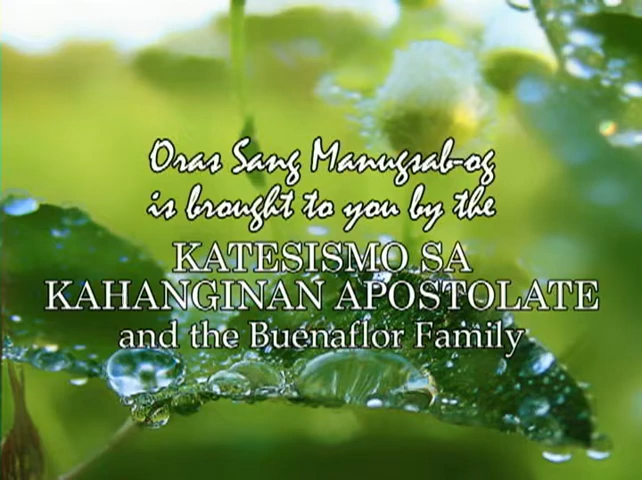 Oras Sang Manugsab-og
is brought to you by the
KATESISMO SA
KAHANGINAN APOSTOLATE
and the Buenaflor Family